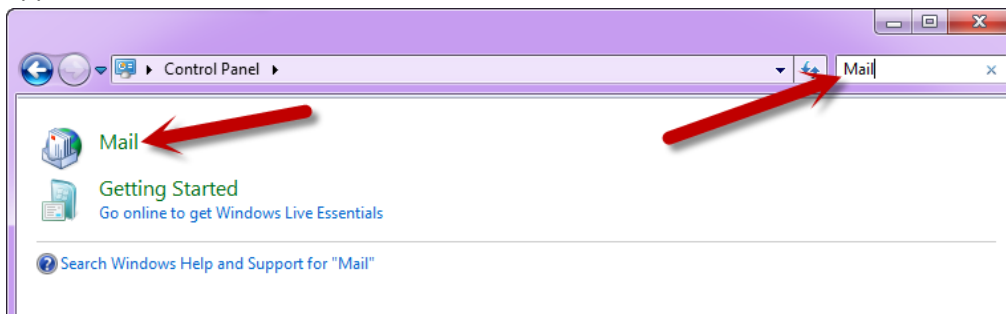 Control Panel
Mail
Mail
Getting Started
Go online to get Windows Live Essentials
Search Windows Help and Support for "Mail"